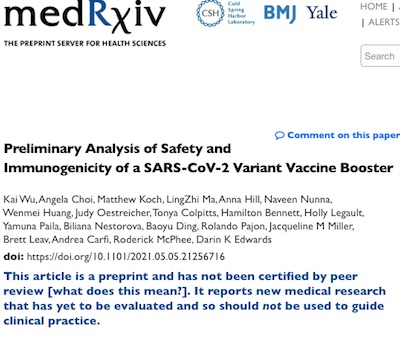 medRxiv
THE PREPRINT SERVER FOR HEALTH SCIENCES
CSH Cold Spring Harbor Laboratory BMJ Yale
HOME |
| ALERTS
Search
Comment on this paper
Preliminary Analysis of Safety and
Immunogenicity of a SARS-CoV-2 Variant Vaccine Booster
Kai Wu, Angela Choi, Matthew Koch, LingZhi Ma, Anna Hill, Naveen Nunna,
Wenmei Huang, Judy Oestreicher, Tonya Colpitts, Hamilton Bennett, Holly Legault,
Yamuna Paila, Biliana Nestorova, Baoyu Ding, Rolando Pajon, Jacqueline M Miller,
Brett Leav, Andrea Carfi, Roderick McPhee, Darin K Edwards
doi: https://doi.org/10.1101/2021.05.05.21256716
This article is a preprint and has not been certified by peer
review [what does this mean?]. It reports new medical research
that has yet to be evaluated and so should not be used to guide
clinical practice.